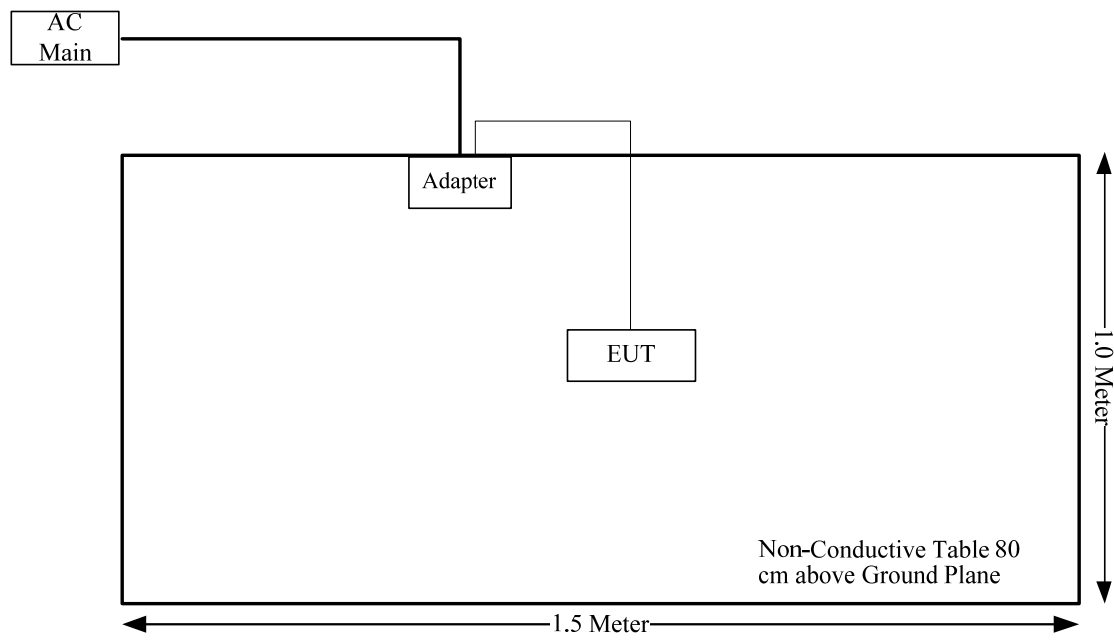 AC
Main
Adapter
EUT
1.0 Meter
Non-Conductive Table 80
cm above Ground Plane
1.5 Meter